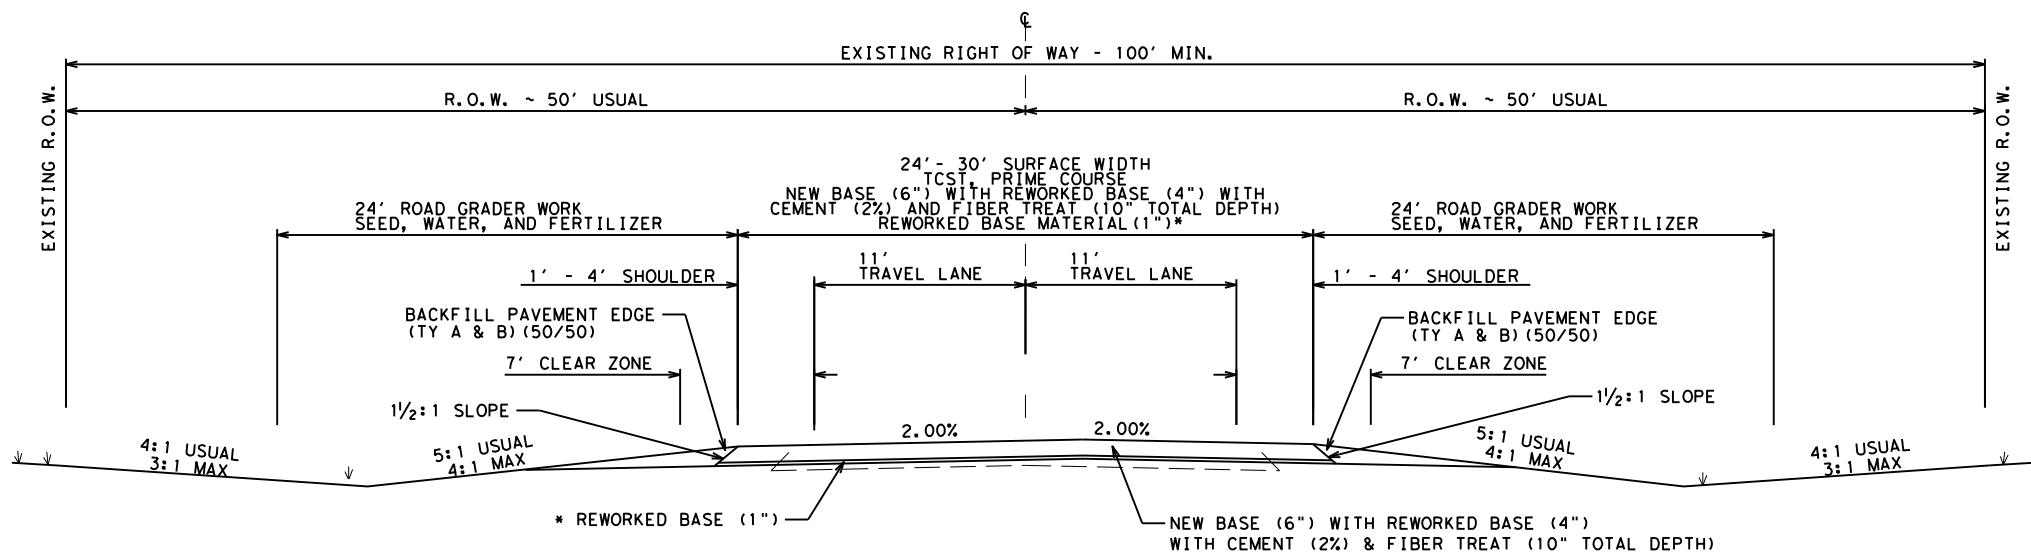 ℄
EXISTING RIGHT OF WAY - 100' MIN.
R.O.W. ~ 50' USUAL
R.O.W. ~ 50' USUAL
EXISTING R.O.W.
EXISTING R.O.W.
24'- 30' SURFACE WIDTH
TCST, PRIME COURSE
NEW BASE (6") WITH REWORKED BASE (4") WITH
CEMENT (2%) AND FIBER TREAT (10" TOTAL DEPTH)
REWORKED BASE MATERIAL(1")*
24' ROAD GRADER WORK
SEED, WATER, AND FERTILIZER
24' ROAD GRADER WORK
SEED, WATER, AND FERTILIZER
1' - 4' SHOULDER
11'
TRAVEL LANE
11'
TRAVEL LANE
1' - 4' SHOULDER
BACKFILL PAVEMENT EDGE
(TY A & B)(50/50)
BACKFILL PAVEMENT EDGE
(TY A & B)(50/50)
7' CLEAR ZONE
7' CLEAR ZONE
1½:1 SLOPE
1½:1 SLOPE
4:1 USUAL
3:1 MAX
5:1 USUAL
4:1 MAX
2.00%
2.00%
5:1 USUAL
4:1 MAX
4:1 USUAL
3:1 MAX
* REWORKED BASE (1")
NEW BASE (6") WITH REWORKED BASE (4")
WITH CEMENT (2%) & FIBER TREAT (10" TOTAL DEPTH)